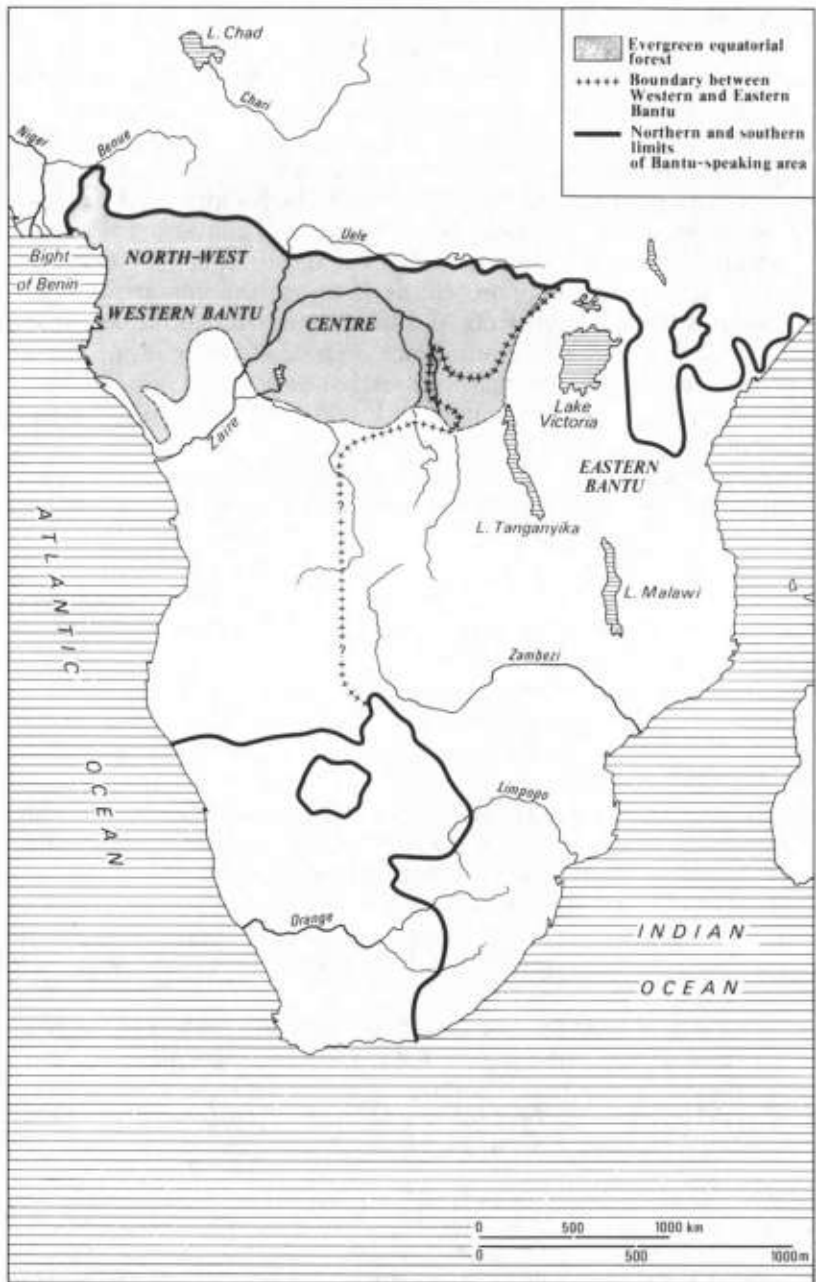 L. Chad
Chari
Niger
Benue
Evergreen equatorial
forest
Boundary between
Western and Eastern
Bantu
Northern and southern
limits
of Bantu-speaking area
Uele
Bight
of Benin
NORTH-WEST
WESTERN BANTU
CENTRE
Lake
Victoria
Zaire
EASTERN
BANTU
L. Tanganyika
?
L. Malawi
ATLANTIC
OCEAN
?
Zambezi
Limpopo
Orange
INDIAN
OCEAN
0 500 1000 km
0 500 1000m